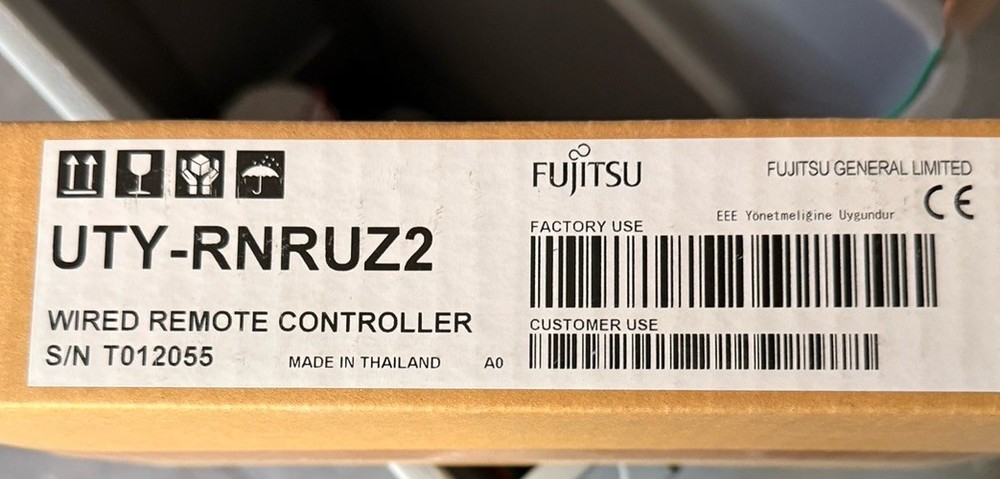 UTY-RNRUZ2
WIRED REMOTE CONTROLLER
S/N T012055
MADE IN THAILAND
A0
FUJITSU
FUJITSU GENERAL LIMITED
EEE Yönetmeliğine Uygundur
CE
FACTORY USE
CUSTOMER USE